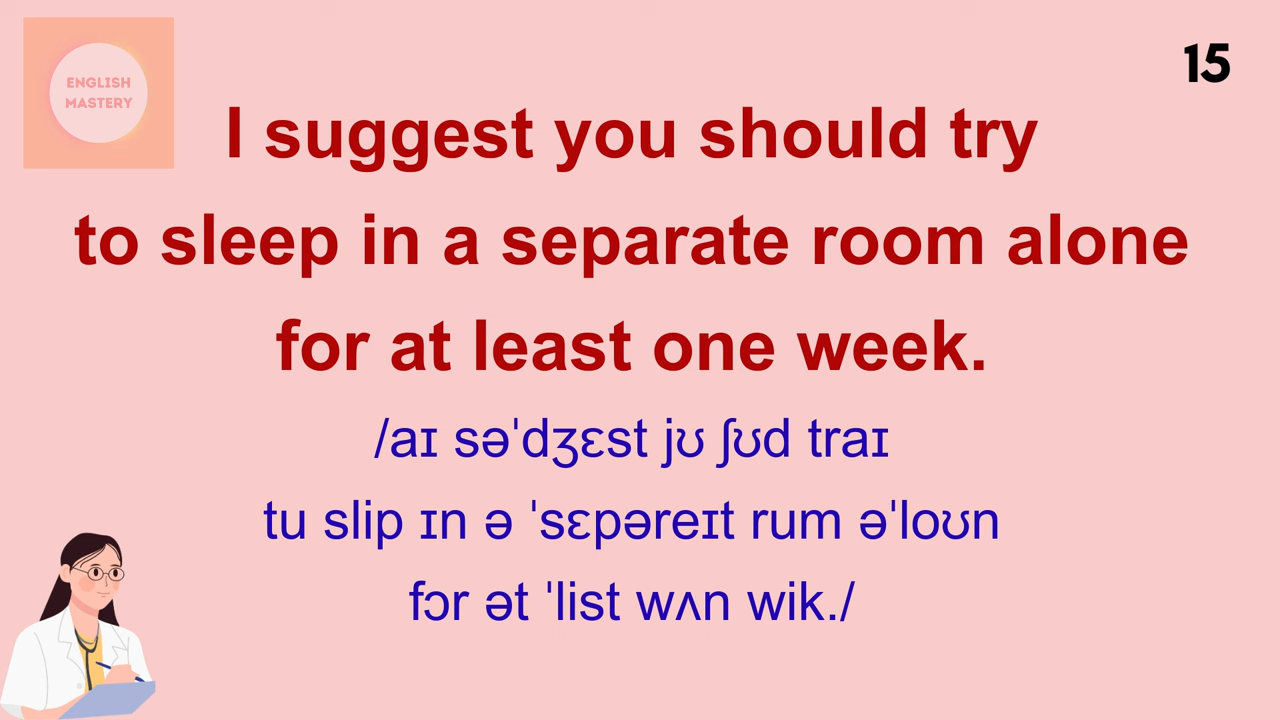 ENGLISH
MASTERY
15
I suggest you should try
to sleep in a separate room alone
for at least one week.
/aɪ səˈdʒɛst jʊ ʃʊd traɪ
tu slip ɪn ə ˈsɛpəreɪt rum əˈloʊn
fɔr ət ˈlist wʌn wik./